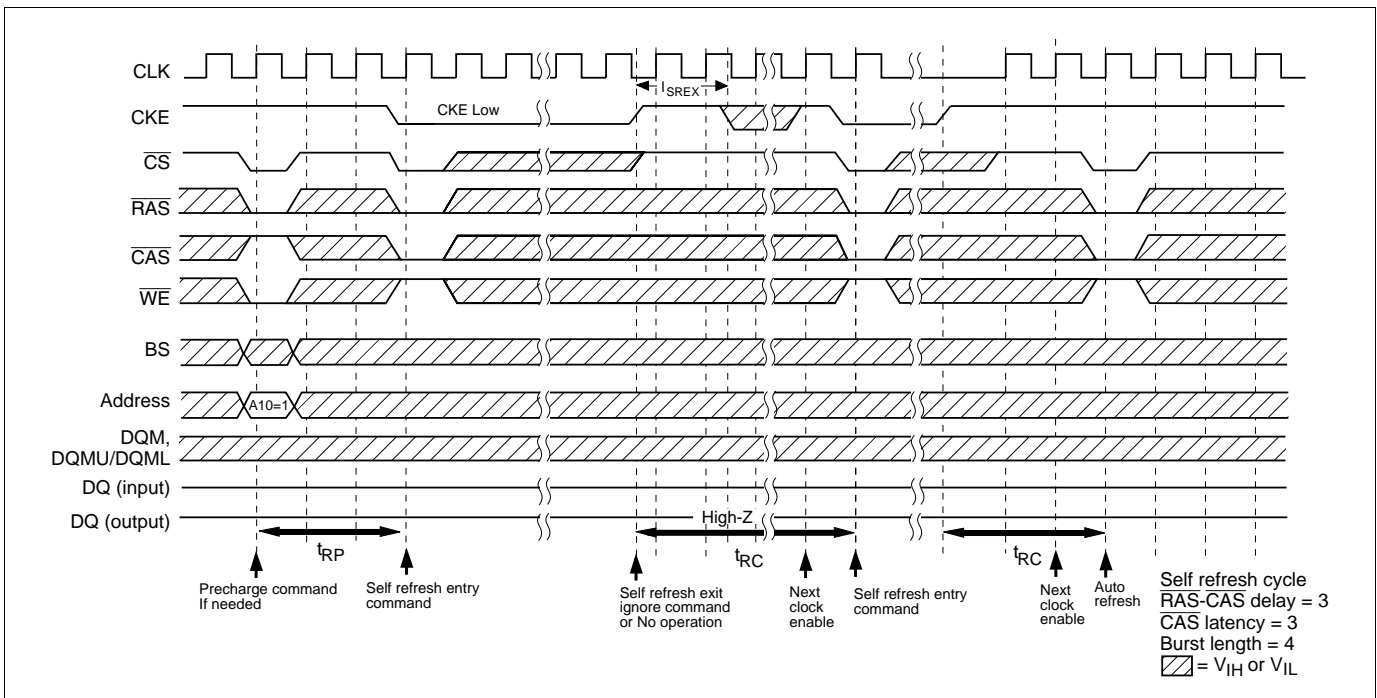 CLK
l SREX
CKE
CKE Low
CS
RAS
CAS
WE
BS
Address
A10=1
DQM,
DQMU/DQML
DQ (input)
DQ (output)
High-Z
tRP
tRC
tRC
Precharge command
If needed
Self refresh entry
command
Self refresh exit
ignore command
or No operation
Next
clock
enable
Self refresh entry
command
Next
clock
enable
Auto
refresh
Self refresh cycle
RAS-CAS delay = 3
CAS latency = 3
Burst length = 4
= VIH or VIL